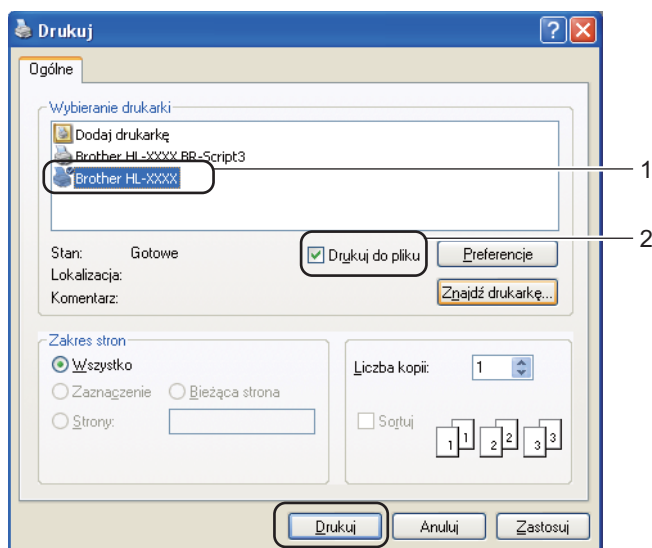 Drukuj
Ogólne
Wybieranie drukarki
Dodaj drukarkę
Brother HL-XXXX BR-Script3
Brother HL-XXXX
1
2
Stan: Gotowe
Drukuj do pliku
Preferencje
Lokalizacja:
Komentarz:
Znajdź drukarkę...
Zakres stron
Wszystko
Zaznaczenie Bieżąca strona
Strony:
Liczba kopii: 1
Sortuj
1 1 2 2 3 3
Drukuj Anuluj Zastosuj